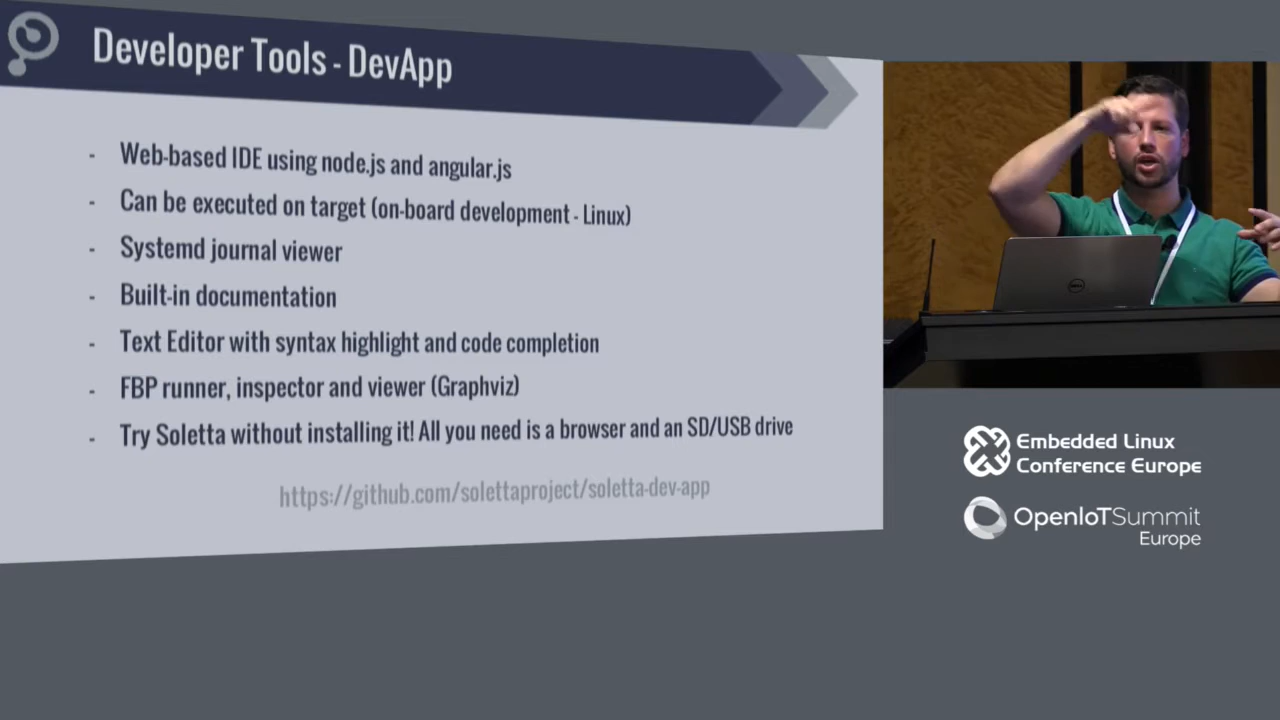 Developer Tools - DevApp
- Web-based IDE using node.js and angular.js
- Can be executed on target (on-board development - Linux)
- Systemd journal viewer
- Built-in documentation
- Text Editor with syntax highlight and code completion
- FBP runner, inspector and viewer (Graphviz)
- Try Soletta without installing it! All you need is a browser and an SD/USB drive
https://github.com/solettaproject/soletta-dev-app
DELL
Embedded Linux
Conference Europe
OpenIoTSummit
Europe